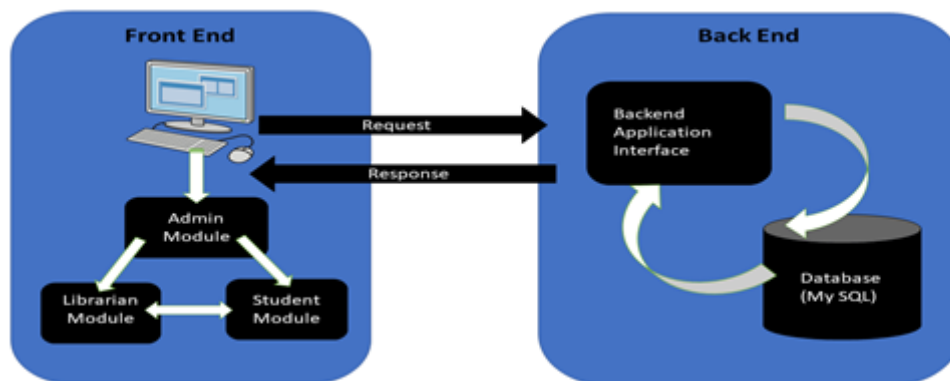 Front End
Back End
Request
Response
Backend
Application
Interface
Admin
Module
Librarian
Module
Student
Module
Database
(My SQL)